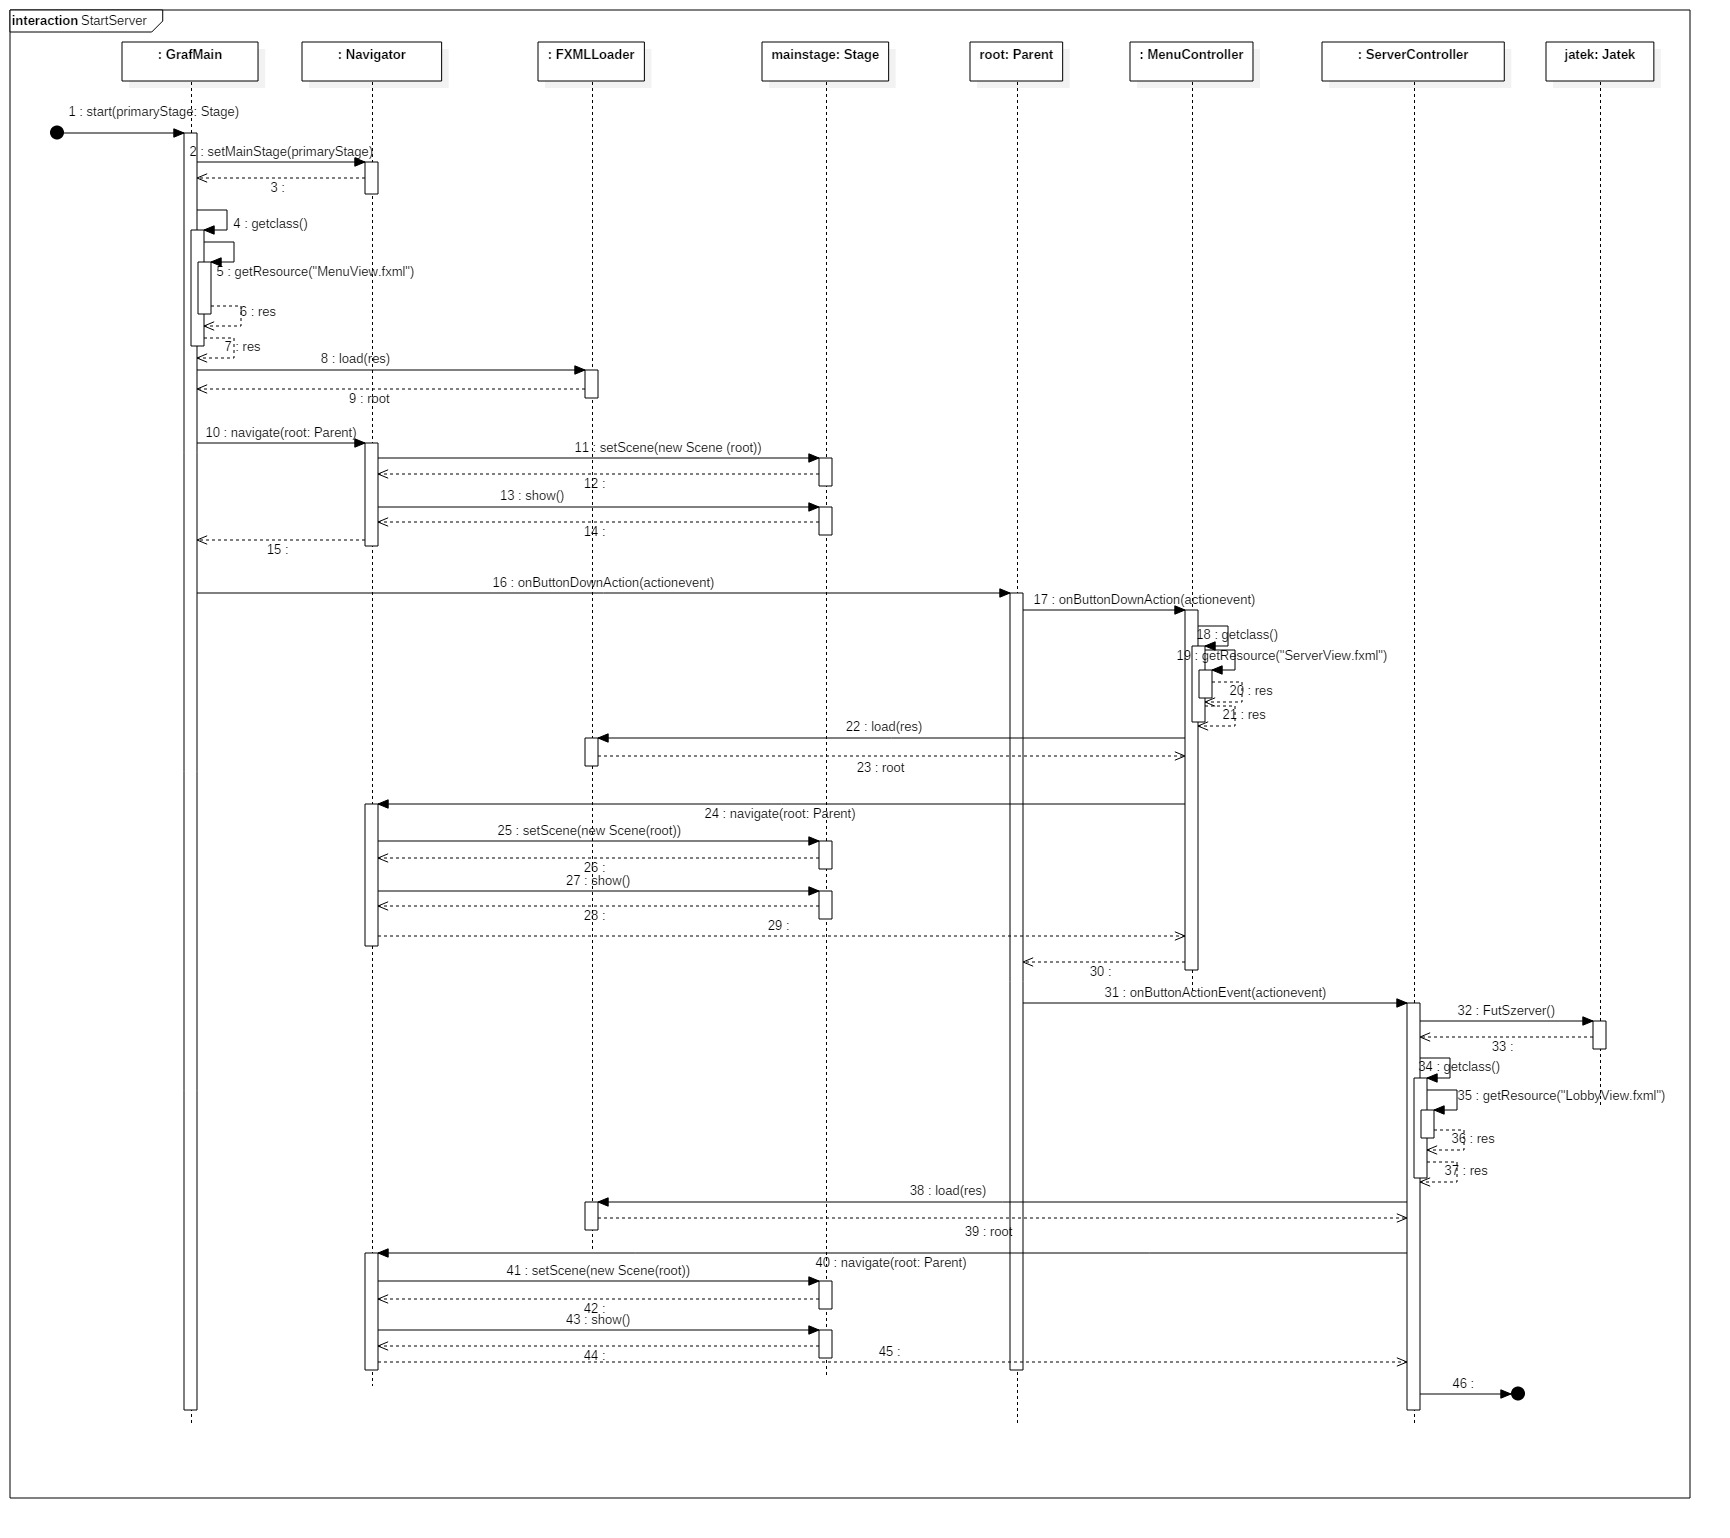 interaction StartServer
: GrafMain
: Navigator
: FXMLLoader
mainstage: Stage
root: Parent
: MenuController
: ServerController
jatek: Jatek
1 : start(primaryStage: Stage)
2 : setMainStage(primaryStage)
3 :
4 : getclass()
5 : getResource("MenuView.fxml")
6 : res
7 : res
8 : load(res)
9 : root
10 : navigate(root: Parent)
11 : setScene(new Scene (root))
12 :
13 : show()
14 :
15 :
16 : onButtonDownAction(actionevent)
17 : onButtonDownAction(actionevent)
18 : getclass()
19 : getResource("ServerView.fxml")
20 : res
21 : res
22 : load(res)
23 : root
24 : navigate(root: Parent)
25 : setScene(new Scene(root))
26 :
27 : show()
28 :
29 :
30 :
31 : onButtonActionEvent(actionevent)
32 : FutSzerver()
33 :
34 : getclass()
35 : getResource("LobbyView.fxml")
36 : res
37 : res
38 : load(res)
39 : root
40 : navigate(root: Parent)
41 : setScene(new Scene(root))
42 :
43 : show()
44 :
45 :
46 :